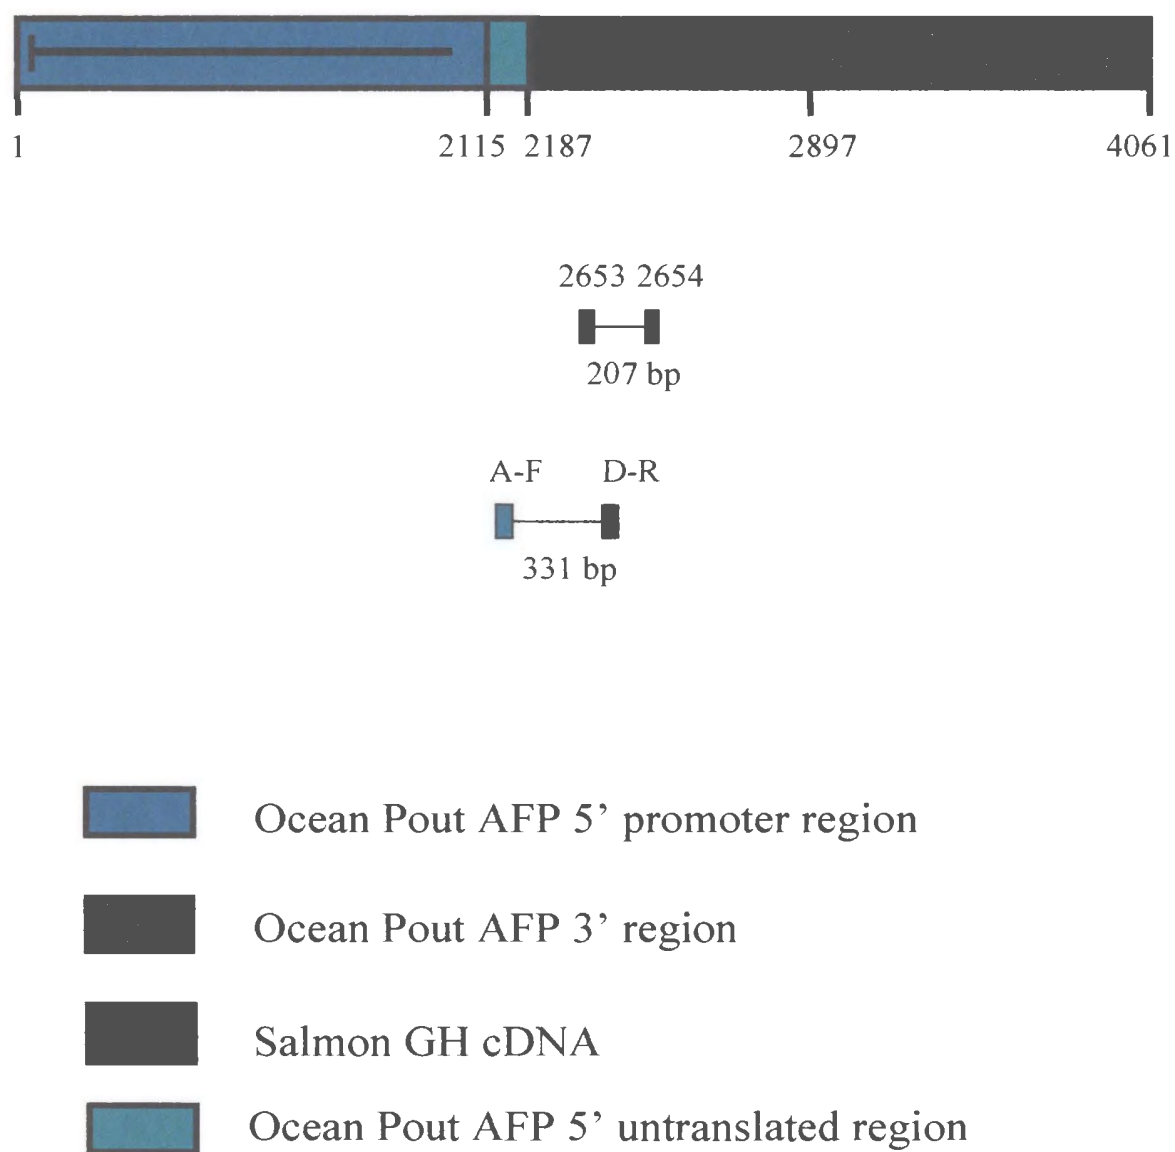 1 2115 2187 2897 4061
2653 2654
207 bp
A-F D-R
331 bp
Ocean Pout AFP 5’ promoter region
Ocean Pout AFP 3’ region
Salmon GH cDNA
Ocean Pout AFP 5’ untranslated region